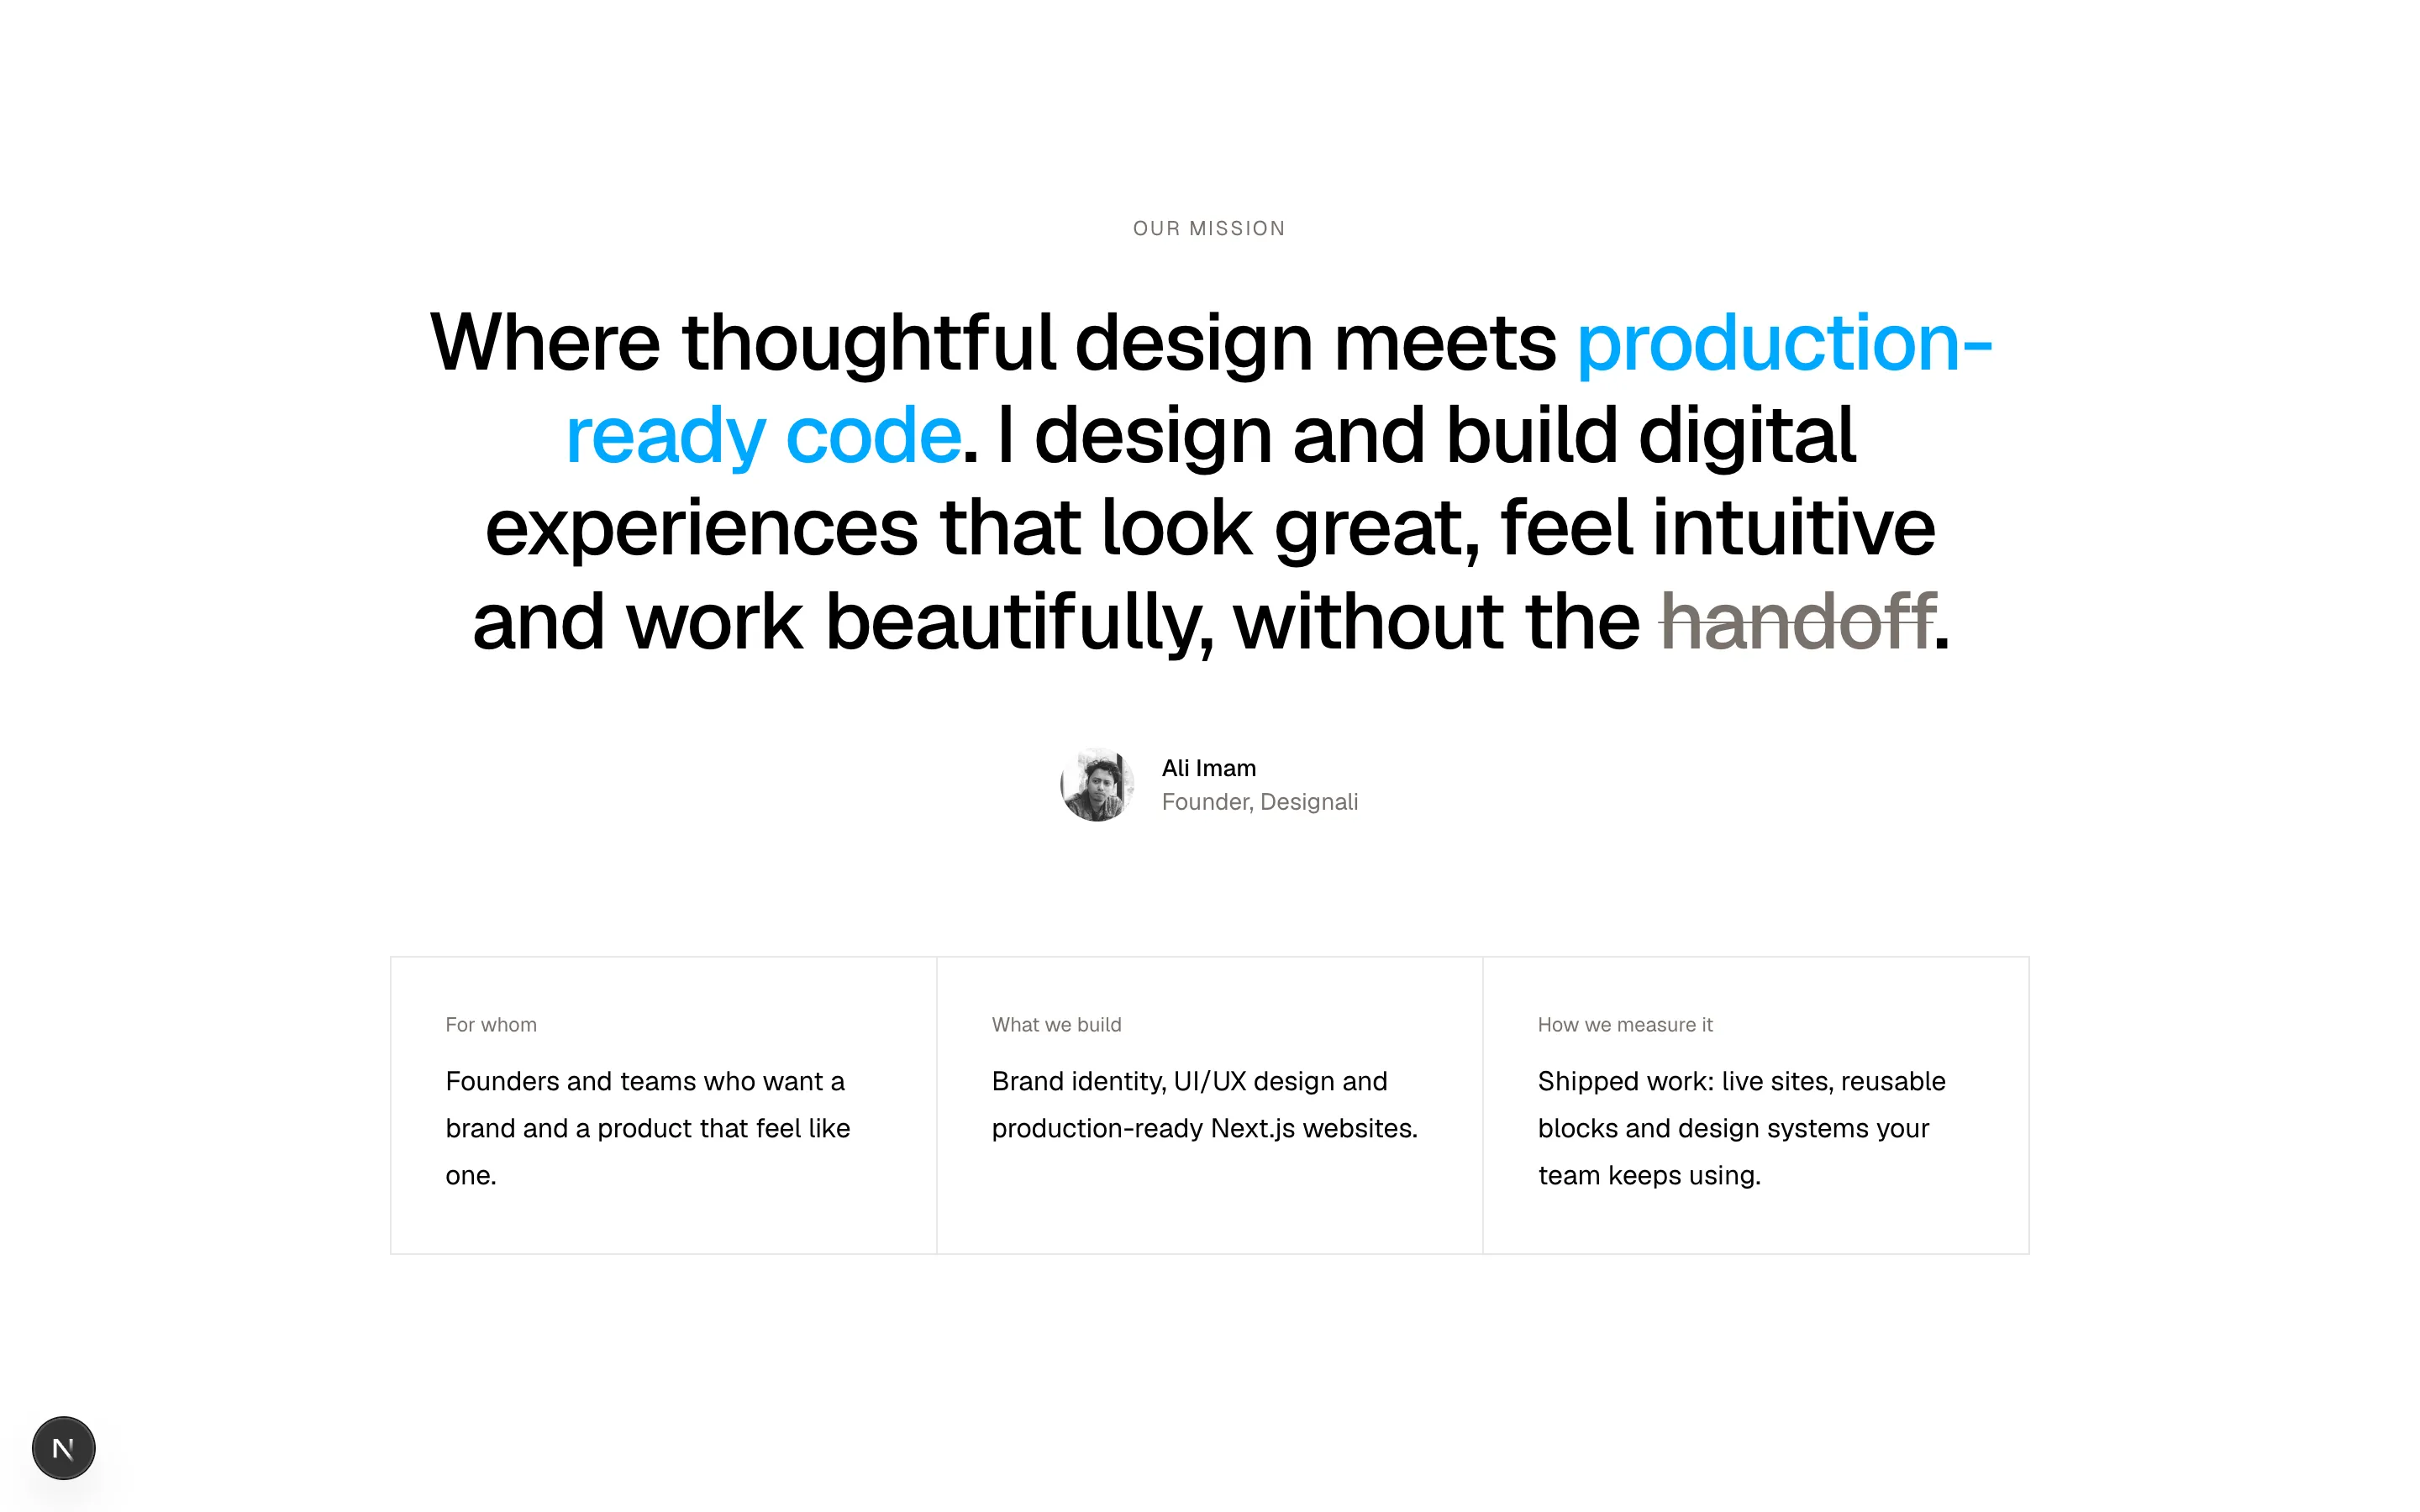 OUR MISSION
Where thoughtful design meets production-
ready code. I design and build digital
experiences that look great, feel intuitive
and work beautifully, without the handoff.
Ali Imam
Founder, Designali
For whom
Founders and teams who want a
brand and a product that feel like
one.
What we build
Brand identity, UI/UX design and
production-ready Next.js websites.
How we measure it
Shipped work: live sites, reusable
blocks and design systems your
team keeps using.
N